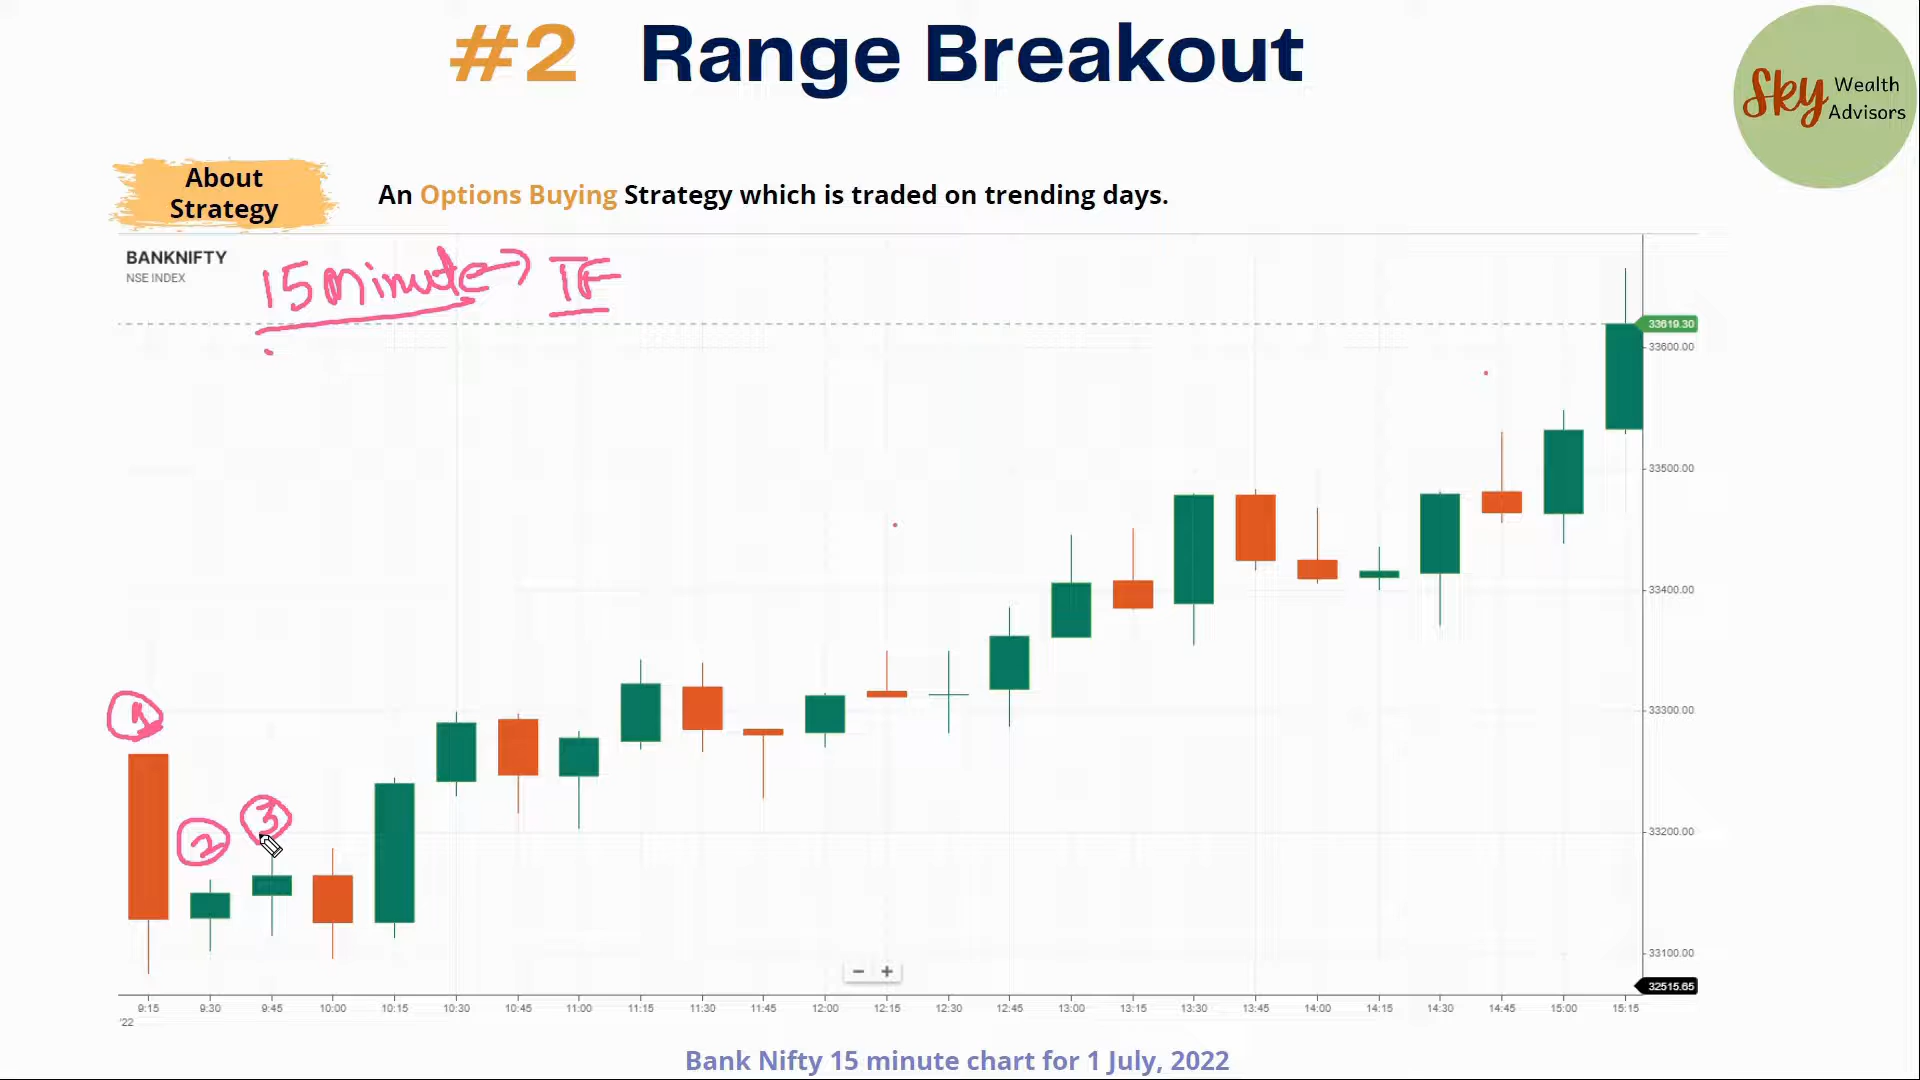 #2 Range Breakout
Sky Wealth
Advisors
About
Strategy
An Options Buying Strategy which is traded on trending days.
BANKNIFTY
NSE INDEX
15 Minute → TF
33619.30
33600.00
33500.00
33400.00
33300.00
33200.00
33100.00
32515.65
1
2
3
− +
9:15 9:30 9:45 10:00 10:15 10:30 10:45 11:00 11:15 11:30 11:45 12:00 12:15 12:30 12:45 13:00 13:15 13:30 13:45 14:00 14:15 14:30 14:45 15:00 15:15
'22
Bank Nifty 15 minute chart for 1 July, 2022